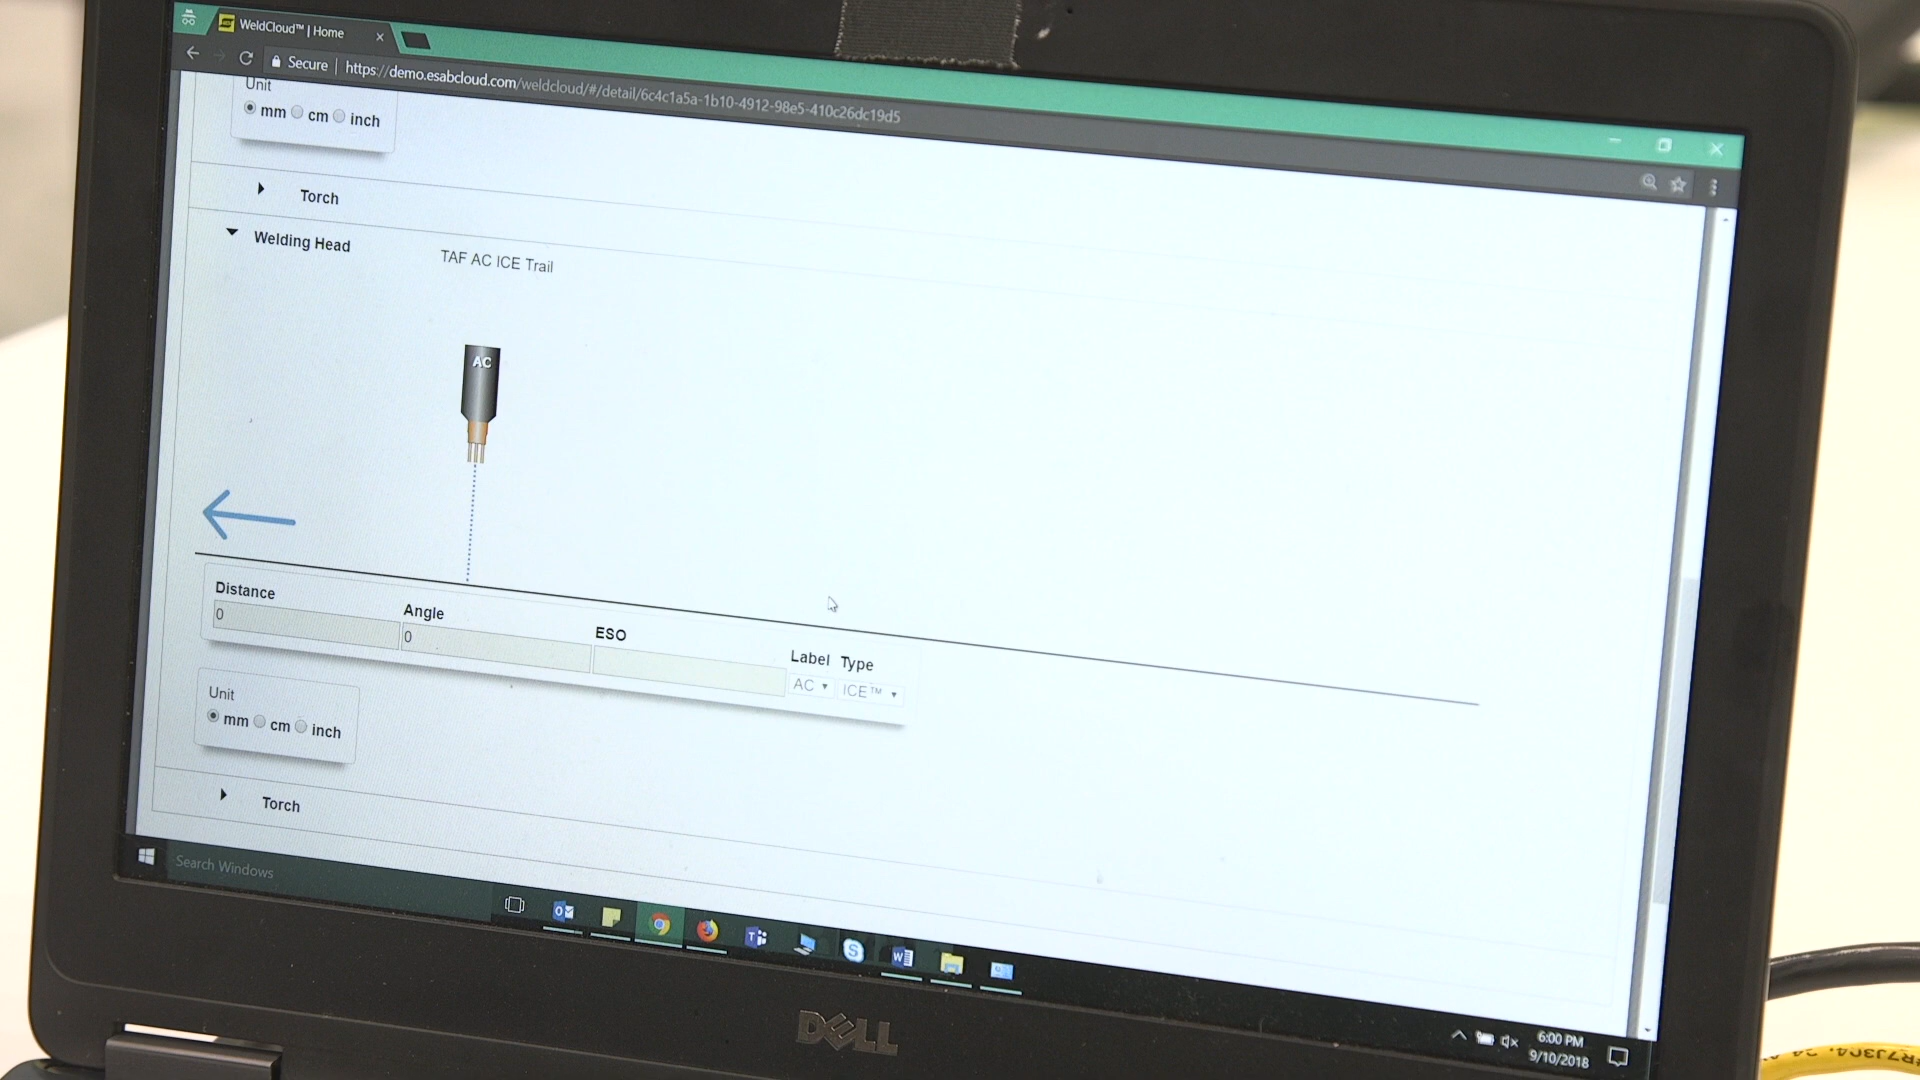 WeldCloud™ | Home
Secure | https://demo.esabcloud.com/weldcloud/#/detail/6c4c1a5a-1b10-4912-98e5-410c26dc19d5
Unit
mm cm inch
Torch
Welding Head
TAF AC ICE Trail
AC
Distance Angle ESO Label Type
0 0 AC ICE™
Unit
mm cm inch
Torch
Search Windows
6:00 PM
9/10/2018
DELL